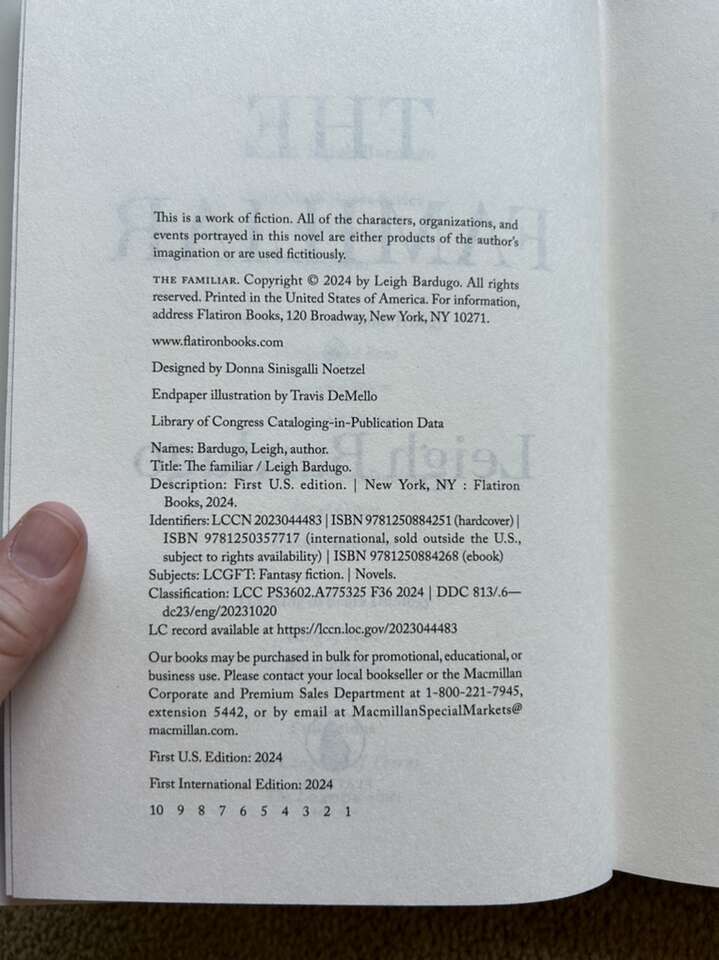 This is a work of fiction. All of the characters, organizations, and
events portrayed in this novel are either products of the author's
imagination or are used fictitiously.
THE FAMILIAR. Copyright © 2024 by Leigh Bardugo. All rights
reserved. Printed in the United States of America. For information,
address Flatiron Books, 120 Broadway, New York, NY 10271.
www.flatironbooks.com
Designed by Donna Sinisgalli Noetzel
Endpaper illustration by Travis DeMello
Library of Congress Cataloging-in-Publication Data
Names: Bardugo, Leigh, author.
Title: The familiar / Leigh Bardugo.
Description: First U.S. edition. | New York, NY : Flatiron
Books, 2024.
Identifiers: LCCN 2023044483 | ISBN 9781250884251 (hardcover) |
ISBN 9781250357717 (international, sold outside the U.S.,
subject to rights availability) | ISBN 9781250884268 (ebook)
Subjects: LCGFT: Fantasy fiction. | Novels.
Classification: LCC PS3602.A775325 F36 2024 | DDC 813/.6—
dc23/eng/20231020
LC record available at https://lccn.loc.gov/2023044483
Our books may be purchased in bulk for promotional, educational, or
business use. Please contact your local bookseller or the Macmillan
Corporate and Premium Sales Department at 1-800-221-7945,
extension 5442, or by email at MacmillanSpecialMarkets@
macmillan.com.
First U.S. Edition: 2024
First International Edition: 2024
10 9 8 7 6 5 4 3 2 1